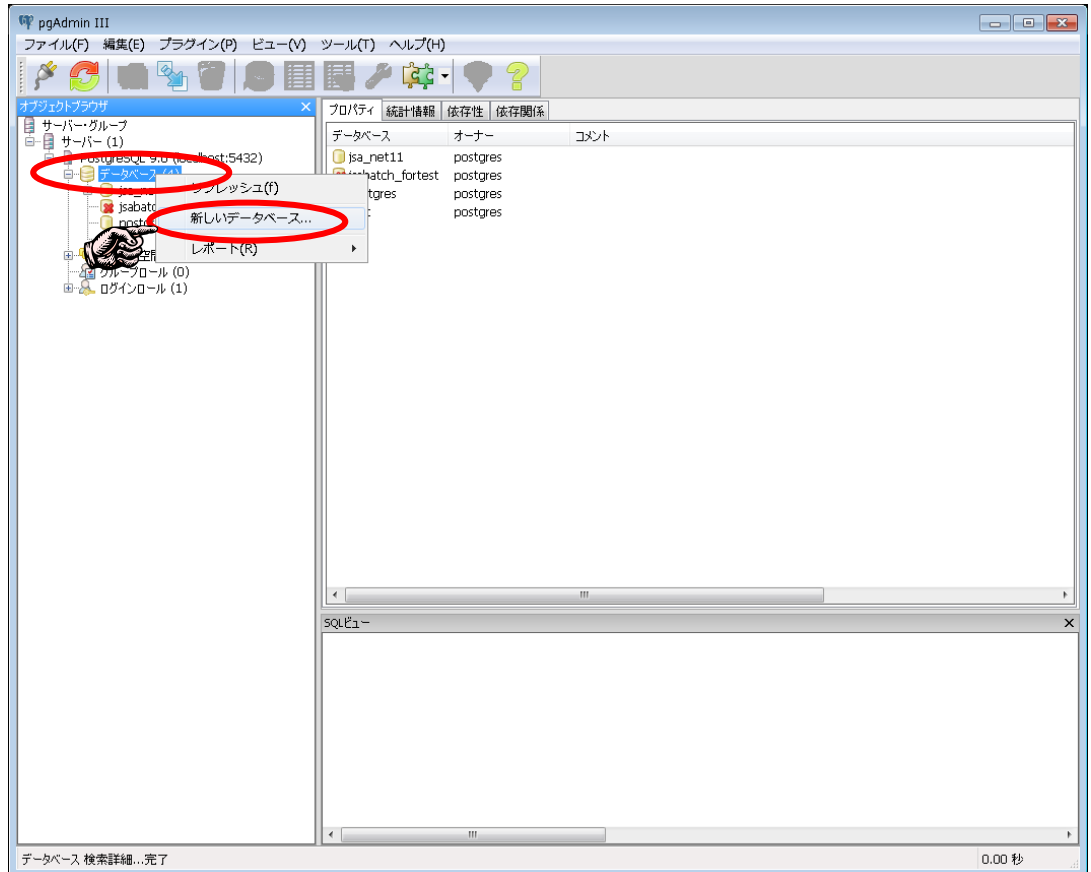 pgAdmin III
ファイル(F) 編集(E) プラグイン(P) ビュー(V) ツール(T) ヘルプ(H)
オブジェクトブラウザ
サーバー・グループ
サーバー (1)
PostgreSQL 9.0 (localhost:5432)
データベース (4)
jsa_ne
jsabatc
postg
グループロール (0)
ログインロール (1)
リフレッシュ(f)
新しいデータベース...
レポート(R)
プロパティ 統計情報 依存性 依存関係
データベース オーナー コメント
jsa_net11 postgres
jsabatch_fortest postgres
tgres postgres
postgres
SQLビュー
データベース 検索詳細...完了
0.00 秒